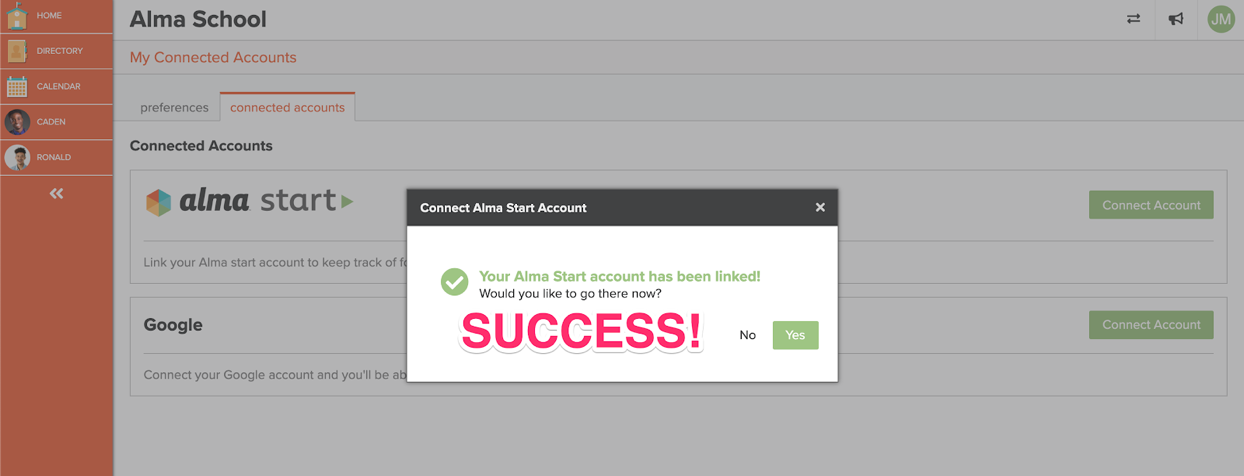 HOME
DIRECTORY
CALENDAR
CADEN
RONALD
Alma School
JM
My Connected Accounts
preferences
connected accounts
Connected Accounts
alma start
Connect Account
Link your Alma start account to keep track of fo
Google
Connect Account
Connect your Google account and you'll be ab
Connect Alma Start Account
Your Alma Start account has been linked!
Would you like to go there now?
SUCCESS!
No
Yes